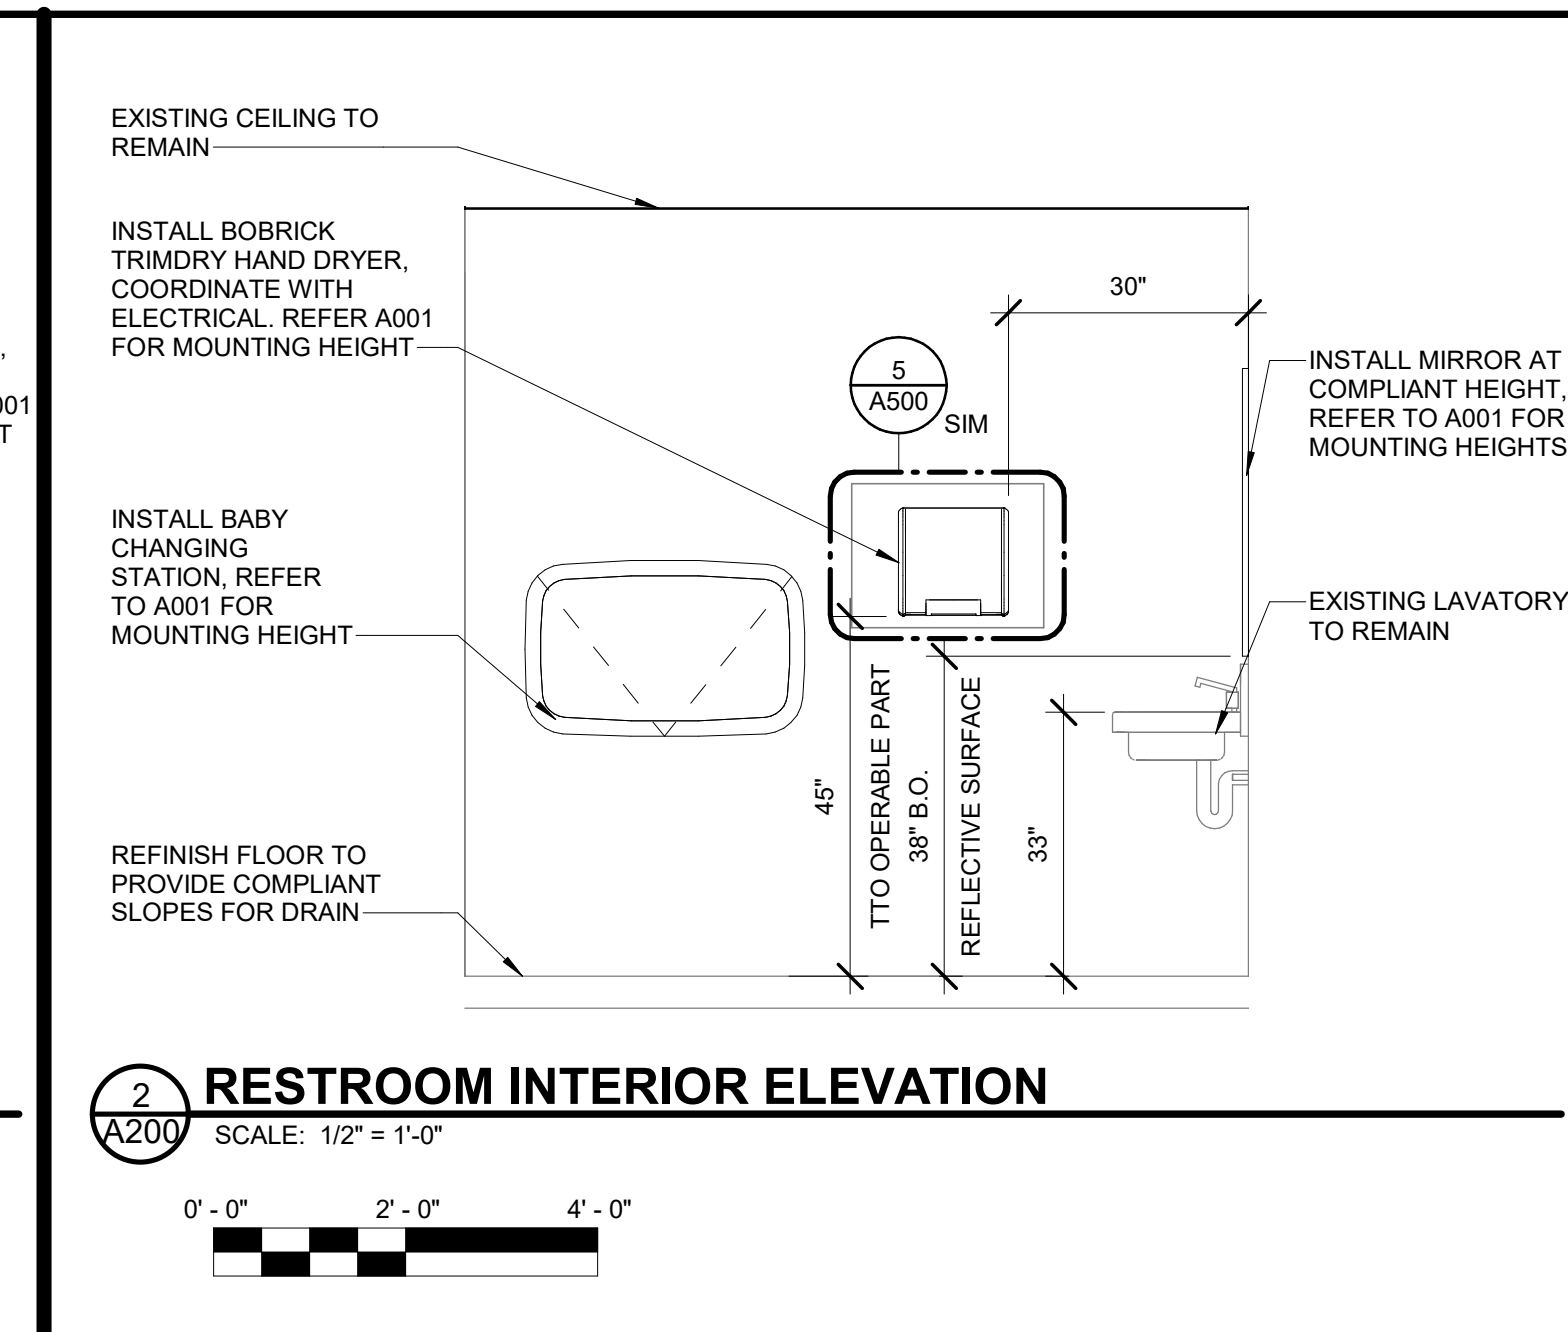 EXISTING CEILING TO
REMAIN
INSTALL BOBRICK
TRIMDRY HAND DRYER,
COORDINATE WITH
ELECTRICAL. REFER A001
FOR MOUNTING HEIGHT
INSTALL BABY
CHANGING
STATION, REFER
TO A001 FOR
MOUNTING HEIGHT
REFINISH FLOOR TO
PROVIDE COMPLIANT
SLOPES FOR DRAIN
5
A500
SIM
30"
INSTALL MIRROR AT
COMPLIANT HEIGHT,
REFER TO A001 FOR
MOUNTING HEIGHTS
EXISTING LAVATORY
TO REMAIN
45"
TTO OPERABLE PART
38" B.O.
REFLECTIVE SURFACE
33"
2
A200
RESTROOM INTERIOR ELEVATION
SCALE: 1/2" = 1'-0"
0' - 0" 2' - 0" 4' - 0"